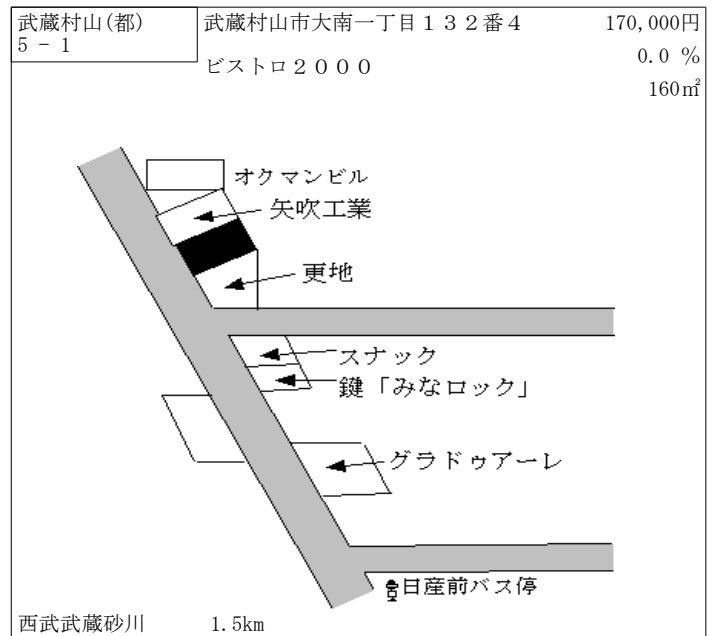 武蔵村山(都)
5 - 1
武蔵村山市大南一丁目１３２番４
170,000円
ビストロ２０００
0.0 %
160㎡
オクマンビル
矢吹工業
更地
スナック
鍵「みなロック」
グラドゥアーレ
日産前バス停
西武武蔵砂川 1.5km